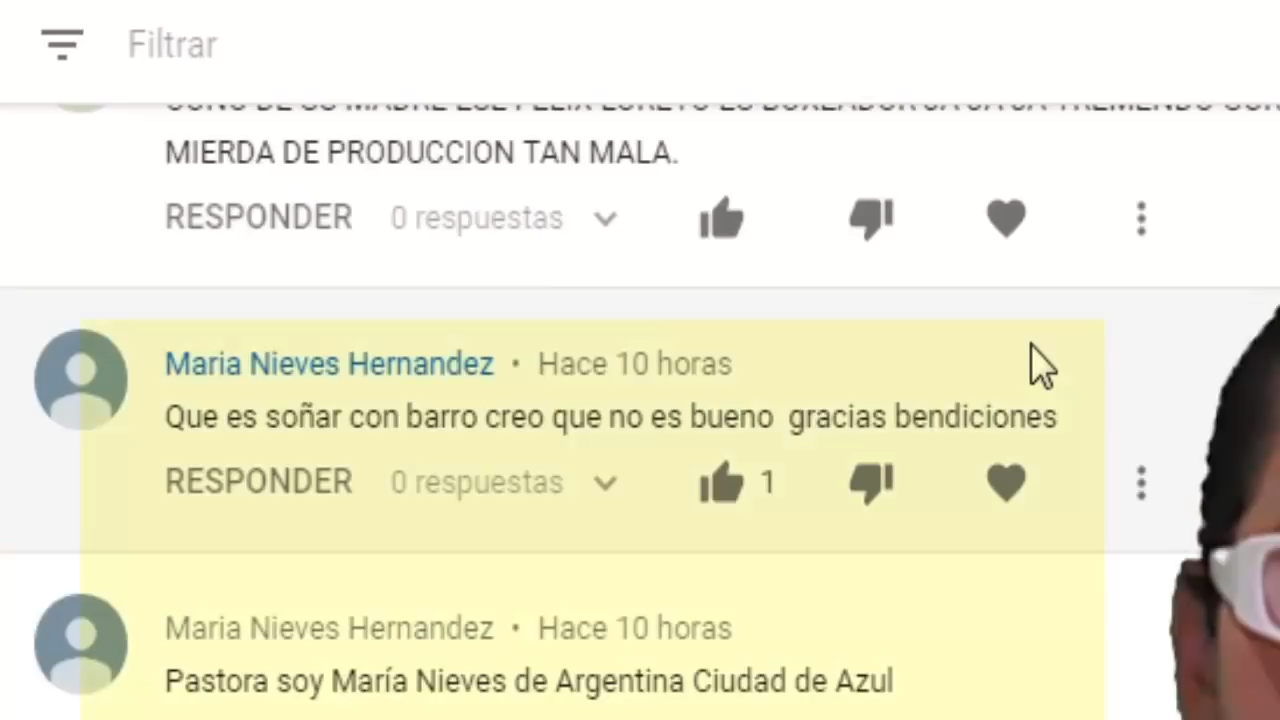 Filtrar
MIERDA DE PRODUCCION TAN MALA.
RESPONDER 0 respuestas
Maria Nieves Hernandez • Hace 10 horas
Que es soñar con barro creo que no es bueno gracias bendiciones
RESPONDER 0 respuestas 1
Maria Nieves Hernandez • Hace 10 horas
Pastora soy María Nieves de Argentina Ciudad de Azul